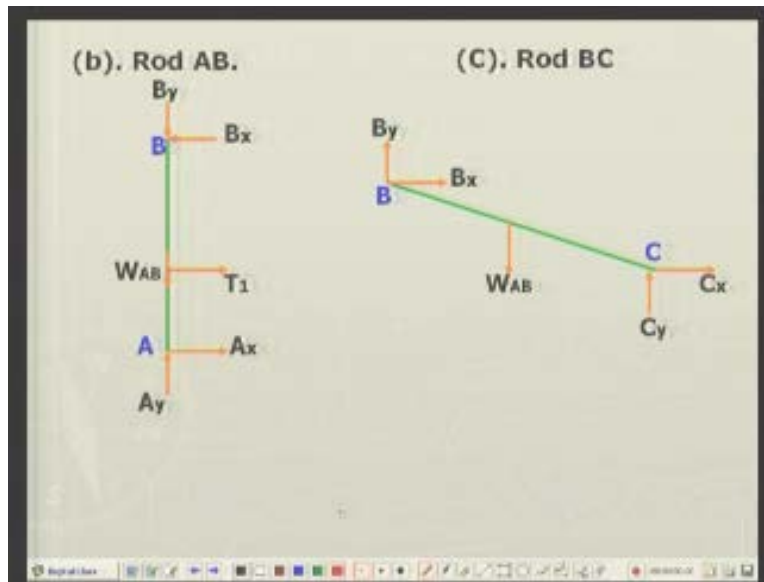 (b). Rod AB.
(C). Rod BC
By
B
Bx
WAB
T1
A
Ax
Ay
By
Bx
B
WAB
C
Cx
Cy